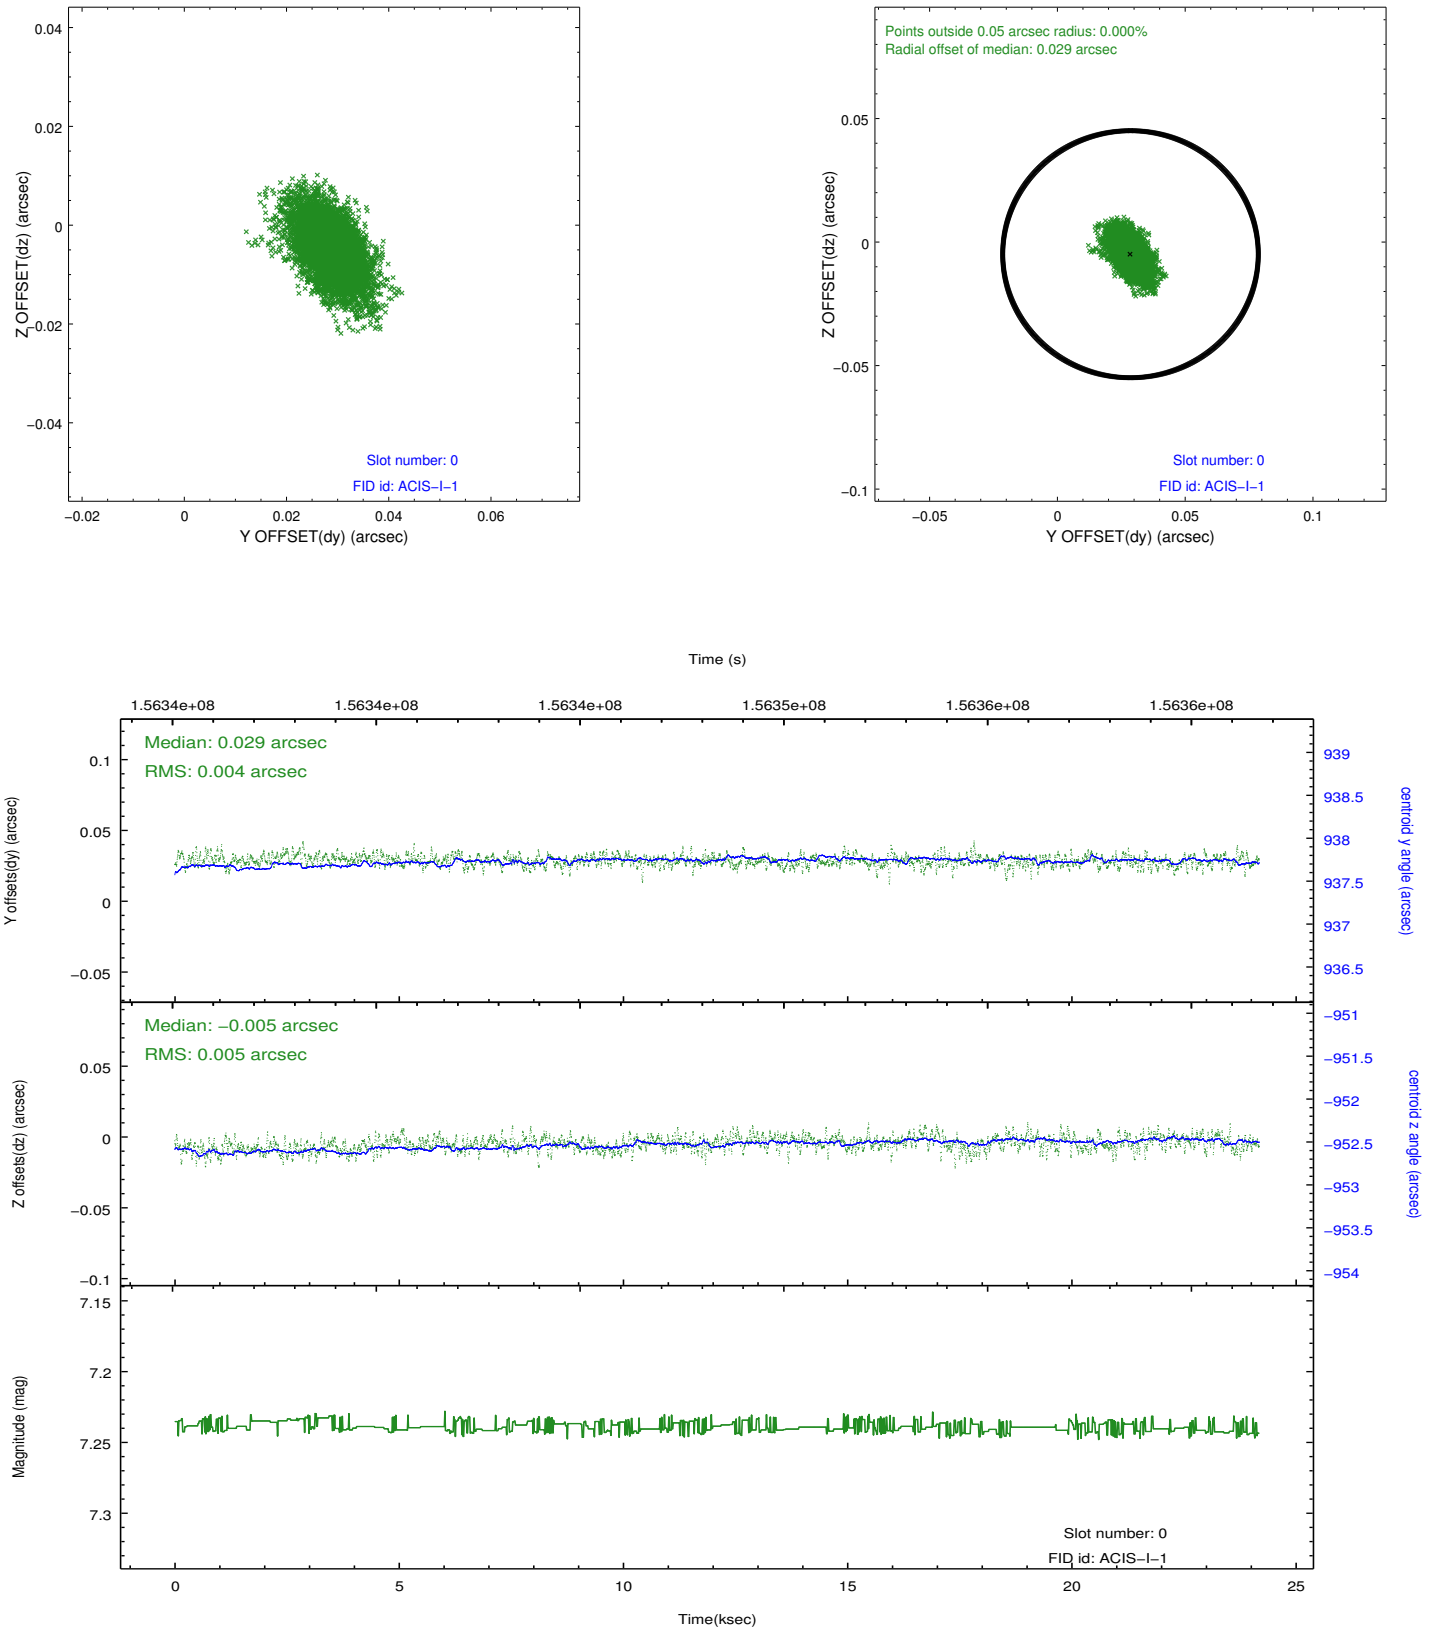 0.04
0.02
0
−0.02
−0.04
Z OFFSET(dz) (arcsec)
Slot number: 0
FID id: ACIS−I−1
−0.02
0
0.02
0.04
0.06
Y OFFSET(dy) (arcsec)
Points outside 0.05 arcsec radius: 0.000%
Radial offset of median: 0.029 arcsec
0.05
0
−0.05
−0.1
Z OFFSET(dz) (arcsec)
Slot number: 0
FID id: ACIS−I−1
−0.05
0
0.05
0.1
Y OFFSET(dy) (arcsec)
Time (s)
1.5634e+08
1.5634e+08
1.5634e+08
1.5635e+08
1.5636e+08
1.5636e+08
Median: 0.029 arcsec
RMS: 0.004 arcsec
0.1
0.05
0
−0.05
Y offsets(dy) (arcsec)
939
938.5
938
937.5
937
936.5
centroid y angle (arcsec)
Median: −0.005 arcsec
RMS: 0.005 arcsec
0.05
0
−0.05
−0.1
Z offsets(dz) (arcsec)
−951
−951.5
−952
−952.5
−953
−953.5
−954
centroid z angle (arcsec)
7.15
7.2
7.25
7.3
Magnitude (mag)
Slot number: 0
FID id: ACIS−I−1
0
5
10
15
20
25
Time(ksec)